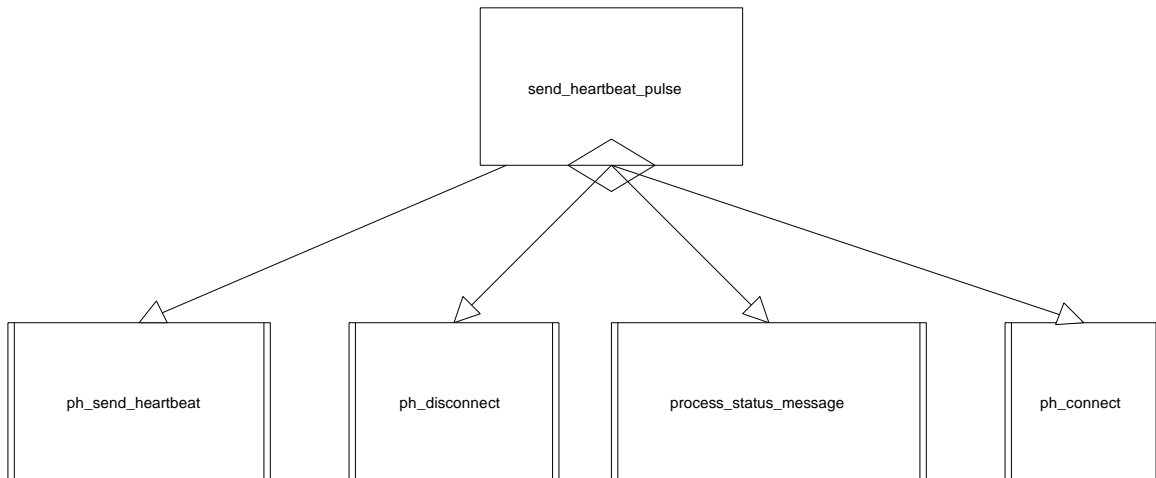 send_heartbeat_pulse
ph_send_heartbeat
ph_disconnect
process_status_message
ph_connect